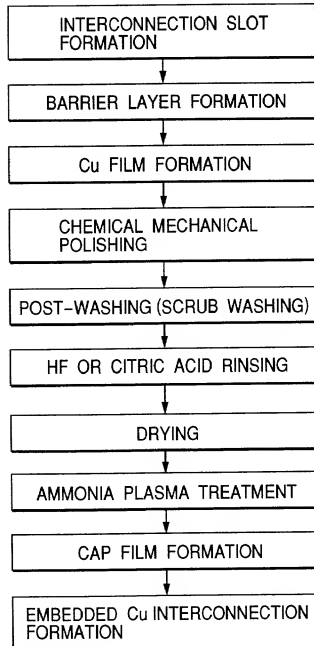 INTERCONNECTION SLOT
FORMATION
BARRIER LAYER FORMATION
Cu FILM FORMATION
CHEMICAL MECHANICAL
POLISHING
POST-WASHING (SCRUB WASHING)
HF OR CITRIC ACID RINSING
DRYING
AMMONIA PLASMA TREATMENT
CAP FILM FORMATION
EMBEDDED Cu INTERCONNECTION
FORMATION